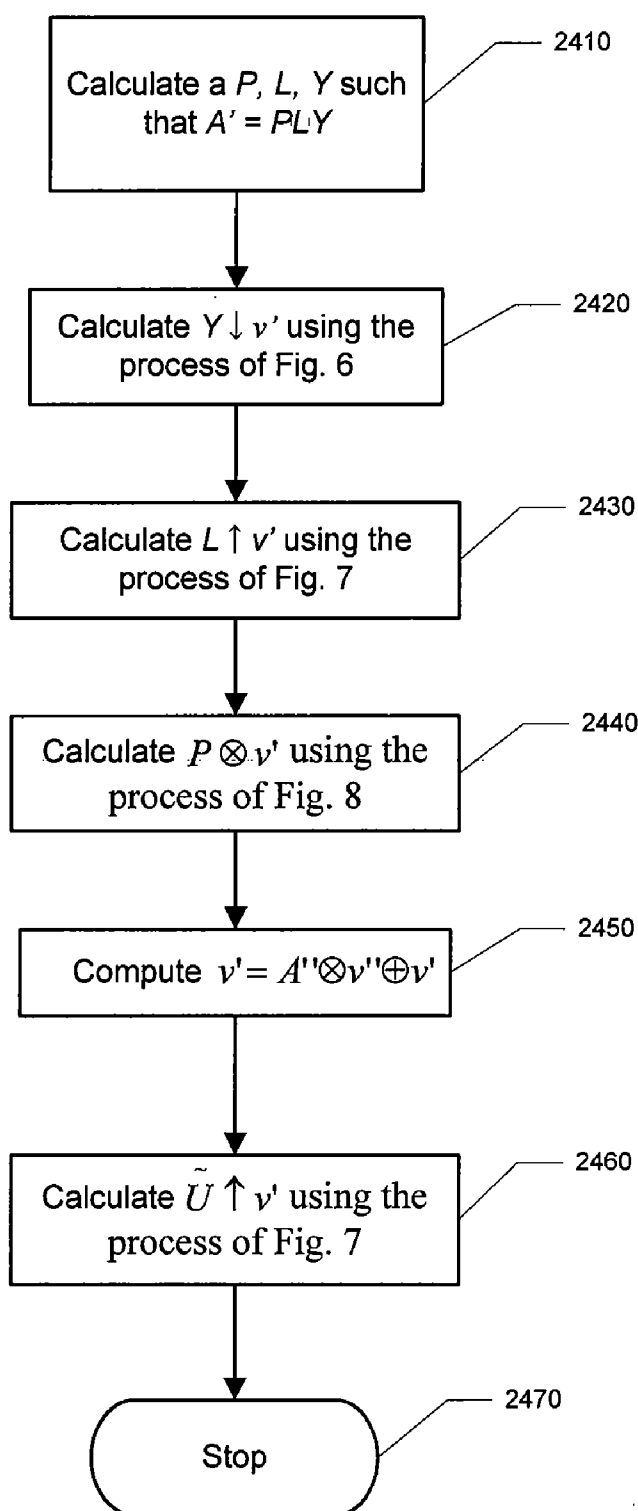 2410
Calculate a P, L, Y such
that A' = PLY
2420
Calculate Y ↓ v' using the
process of Fig. 6
2430
Calculate L ↑ v' using the
process of Fig. 7
2440
Calculate P ⊗ v' using the
process of Fig. 8
2450
Compute v' = A''⊗v''⊕v'
2460
Calculate Ũ ↑ v' using the
process of Fig. 7
2470
Stop